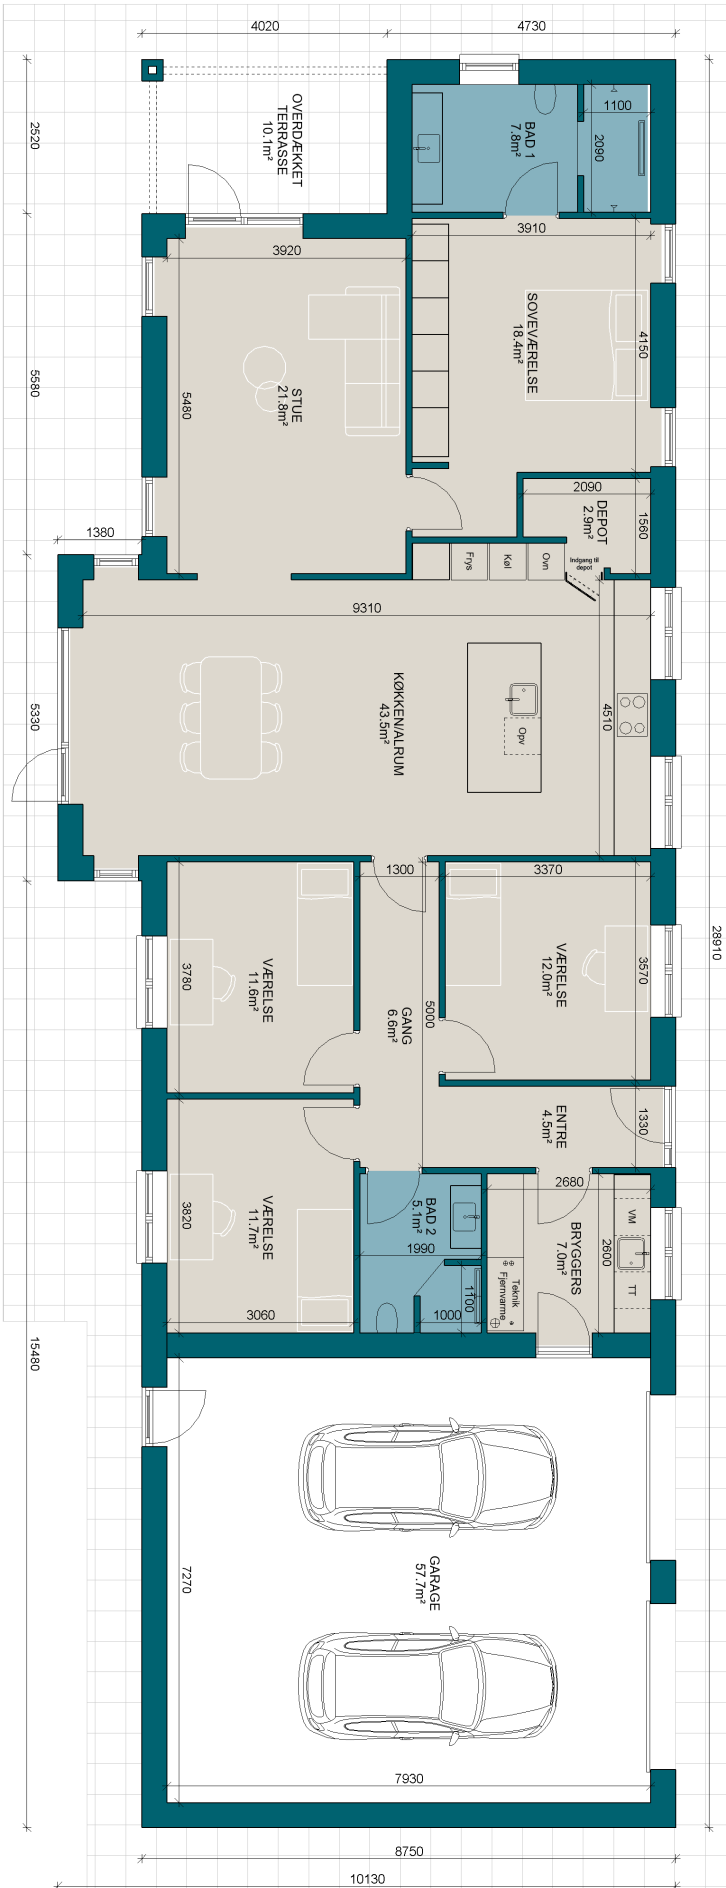 4020
4730
2520
OVERDÆKKET
TERRASSE
10.1m²
BAD 1
7.8m²
1100
2090
3920
3910
5580
5480
STUE
21.8m²
SOVEVÆRELSE
18.4m²
4150
2090
DEPOT
2.9m²
1560
1380
Frys
Køl
Ovn
Indgang til
depot
9310
5330
KØKKEN/ALRUM
43.5m²
Opv
4510
1300
3370
3780
VÆRELSE
11.6m²
GANG
6.6m²
5000
VÆRELSE
12.0m²
3570
28910
ENTRE
4.5m²
1330
3820
VÆRELSE
11.7m²
3060
BAD 2
5.1m²
1990
1100
1000
2680
BRYGGERS
7.0m²
2600
VM
TT
Teknik
Fjernvarme
15480
7270
GARAGE
57.7m²
7930
8750
10130